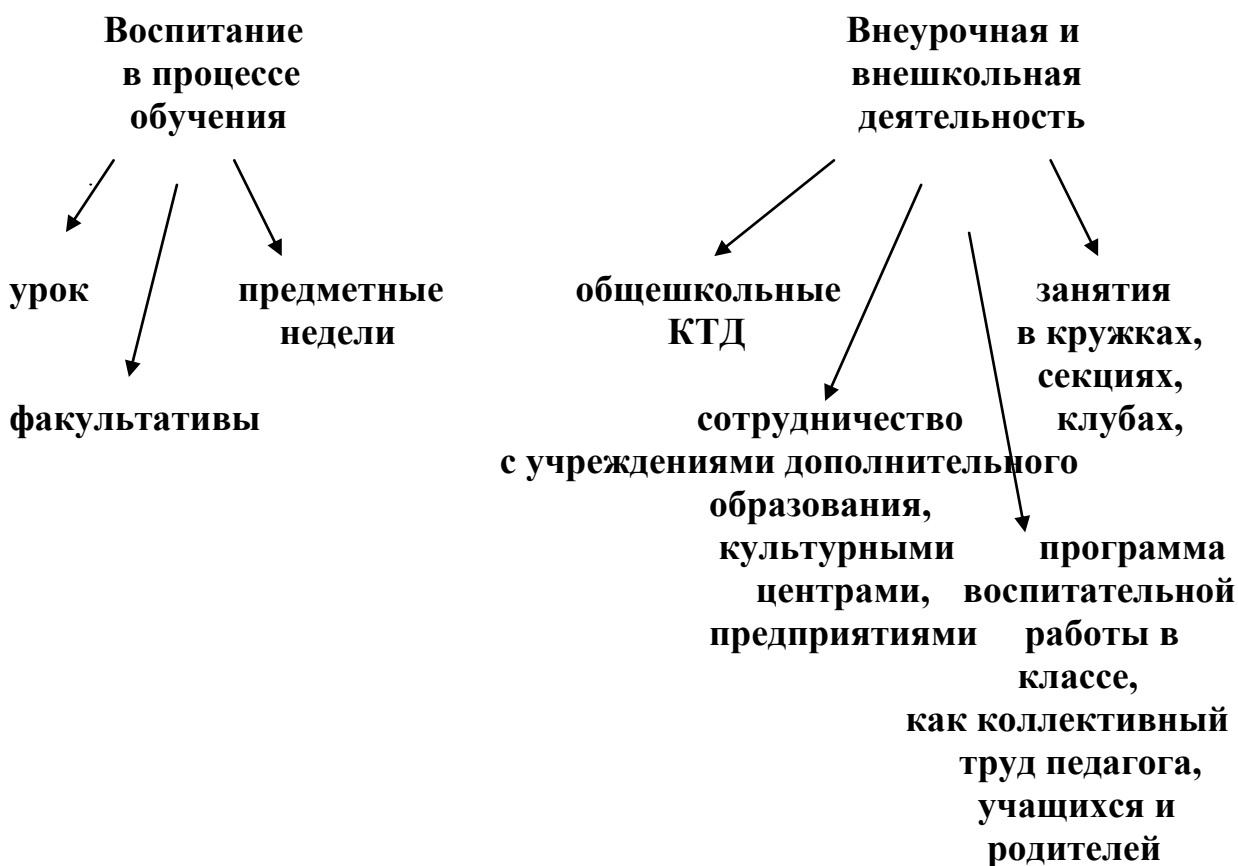 Воспитание
в процессе
обучения
Внеурочная и
внешкольная
деятельность
урок
предметные
недели
факультативы
общешкольные
КТД
занятия
в кружках,
секциях,
клубах,
сотрудничество
с учреждениями дополнительного
образования,
культурными
центрами,
предприятиями
программа
воспитательной
работы в
классе,
как коллективный
труд педагога,
учащихся и
родителей